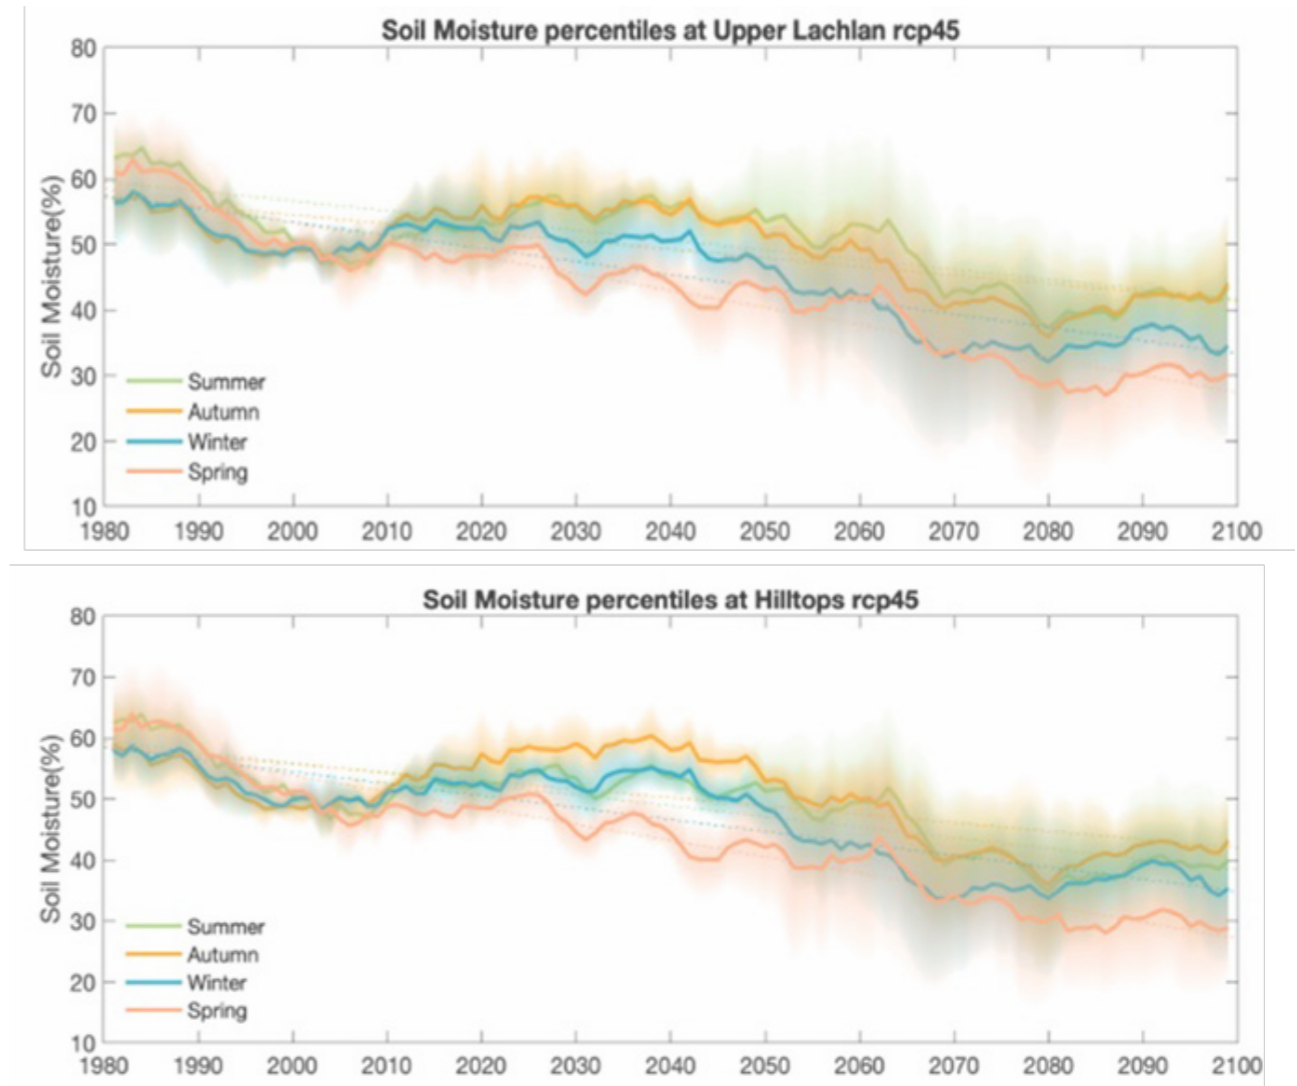 Soil Moisture percentiles at Upper Lachlan rcp45
80
70
60
50
40
30
20
10
Soil Moisture(%)
Summer
Autumn
Winter
Spring
1980 1990 2000 2010 2020 2030 2040 2050 2060 2070 2080 2090 2100
Soil Moisture percentiles at Hilltops rcp45
80
70
60
50
40
30
20
10
Soil Moisture(%)
Summer
Autumn
Winter
Spring
1980 1990 2000 2010 2020 2030 2040 2050 2060 2070 2080 2090 2100